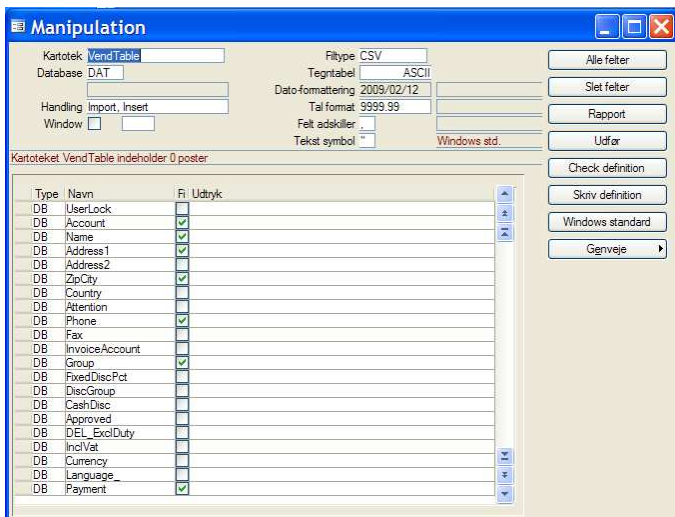 Manipulation
Kartotek VendTable Filtype CSV Alle felter
Database DAT Tegntabel ASCII
Dato-formattering 2009/02/12 Slet felter
Handling Import, Insert Tal format 9999.99 Rapport
Window Felt adskiller ,
Tekst symbol " Windows std. Udfør
Kartoteket VendTable indeholder 0 poster
Check definition
Skriv definition
Windows standard
Genveje
Type Navn Fi Udtryk
DB UserLock
DB Account
DB Name
DB Address1
DB Address2
DB ZipCity
DB Country
DB Attention
DB Phone
DB Fax
DB InvoiceAccount
DB Group
DB FixedDiscPct
DB DiscGroup
DB CashDisc
DB Approved
DB DEL_ExclDuty
DB InclVat
DB Currency
DB Language_
DB Payment